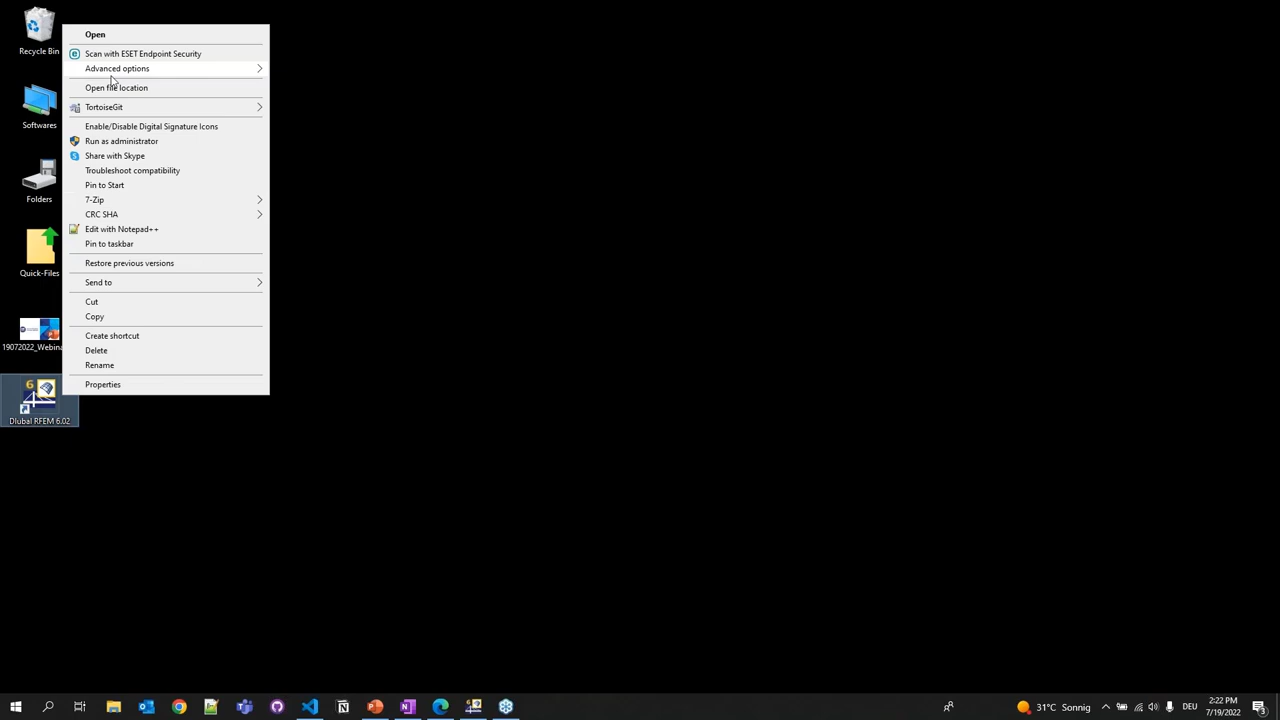 Recycle Bin
Softwares
Folders
Quick-Files
19072022_Webina
6
Dlubal RFEM 6.02
Open
Scan with ESET Endpoint Security
Advanced options
Open file location
TortoiseGit
Enable/Disable Digital Signature Icons
Run as administrator
Share with Skype
Troubleshoot compatibility
Pin to Start
7-Zip
CRC SHA
Edit with Notepad++
Pin to taskbar
Restore previous versions
Send to
Cut
Copy
Create shortcut
Delete
Rename
Properties
31°C Sonnig
DEU
2:22 PM
7/19/2022